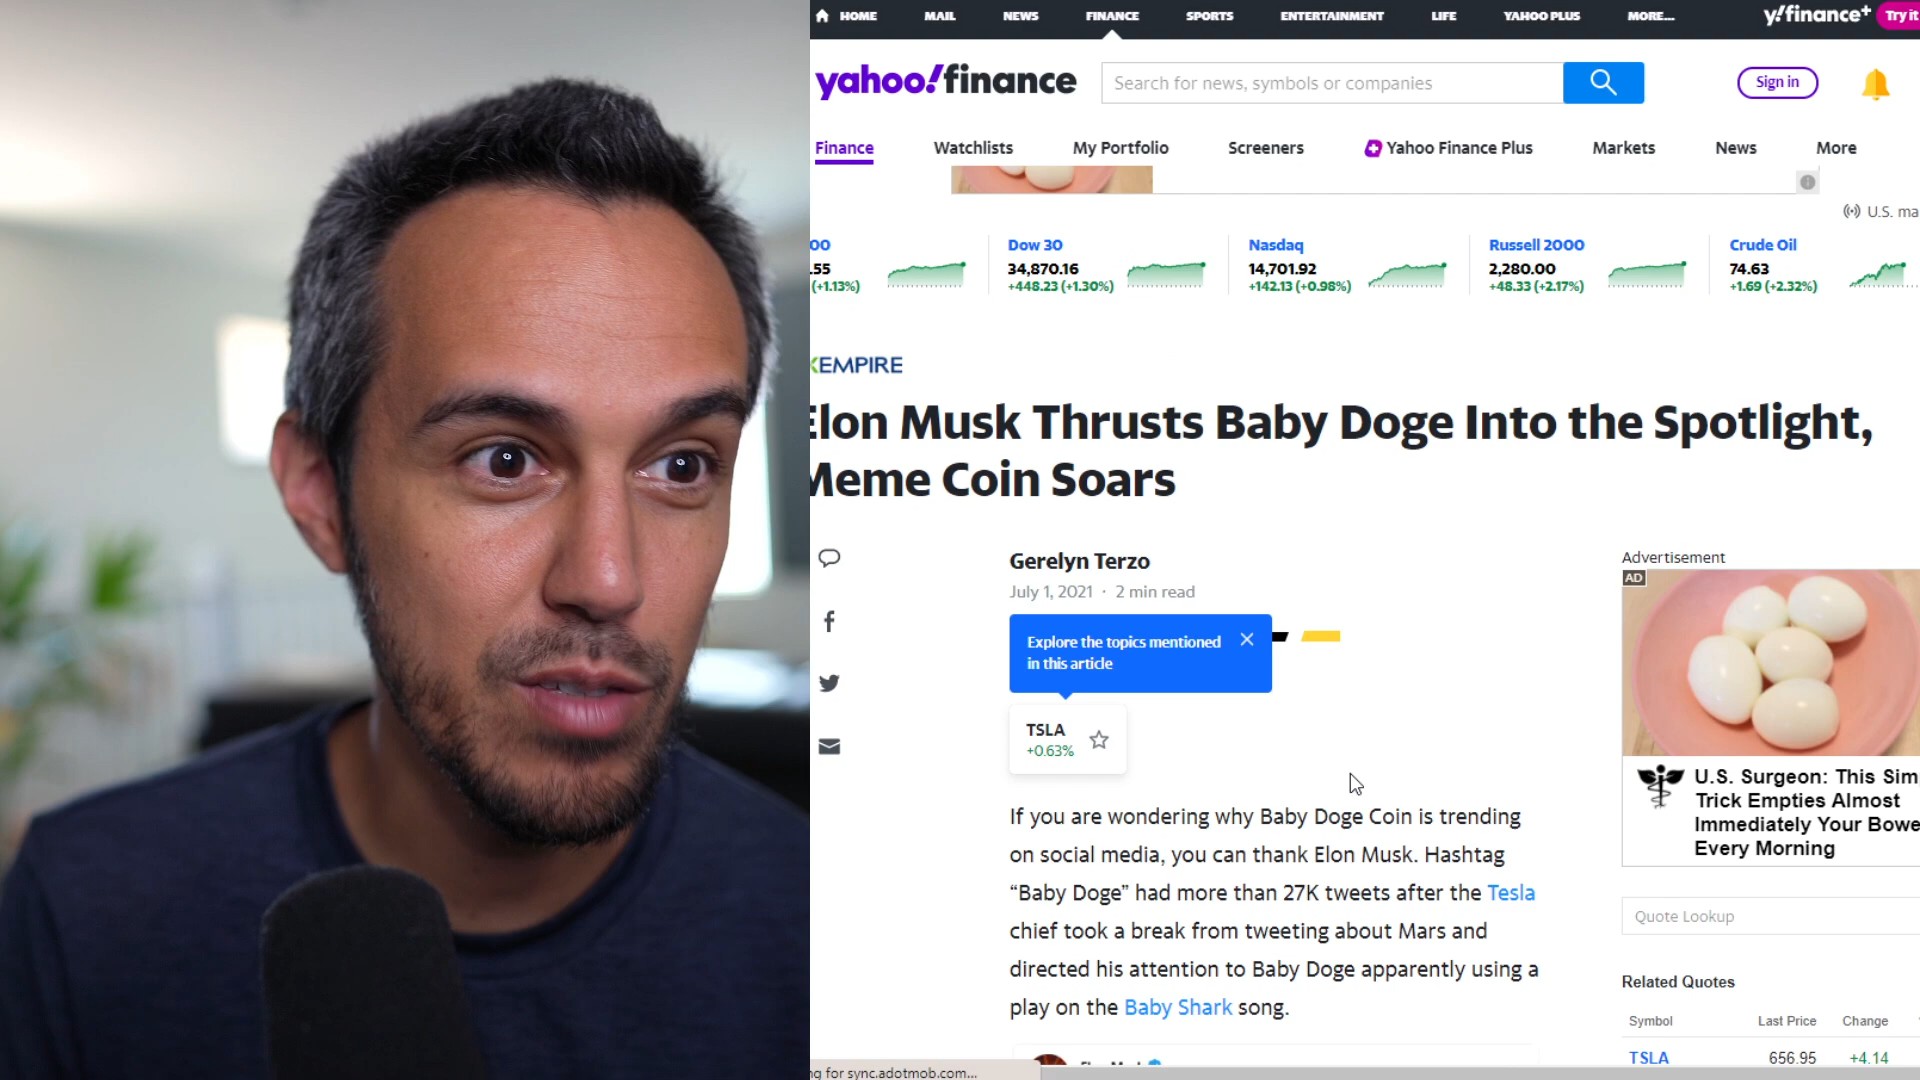 HOME MAIL NEWS FINANCE SPORTS ENTERTAINMENT LIFE YAHOO PLUS MORE... y!finance+ Try it
yahoo!finance Search for news, symbols or companies Sign in
Finance Watchlists My Portfolio Screeners Yahoo Finance Plus Markets News More
U.S. ma
00 Dow 30 Nasdaq Russell 2000 Crude Oil
.55 34,870.16 14,701.92 2,280.00 74.63
(+1.13%) +448.23 (+1.30%) +142.13 (+0.98%) +48.33 (+2.17%) +1.69 (+2.32%)
XEMPIRE
Elon Musk Thrusts Baby Doge Into the Spotlight,
Meme Coin Soars
Gerelyn Terzo
July 1, 2021 · 2 min read
Explore the topics mentioned
in this article
TSLA
+0.63%
If you are wondering why Baby Doge Coin is trending
on social media, you can thank Elon Musk. Hashtag
“Baby Doge” had more than 27K tweets after the Tesla
chief took a break from tweeting about Mars and
directed his attention to Baby Doge apparently using a
play on the Baby Shark song.
Advertisement
AD
U.S. Surgeon: This Sim
Trick Empties Almost
Immediately Your Bowe
Every Morning
Quote Lookup
Related Quotes
Symbol Last Price Change
TSLA 656.95 +4.14
ng for sync.adotmob.com...